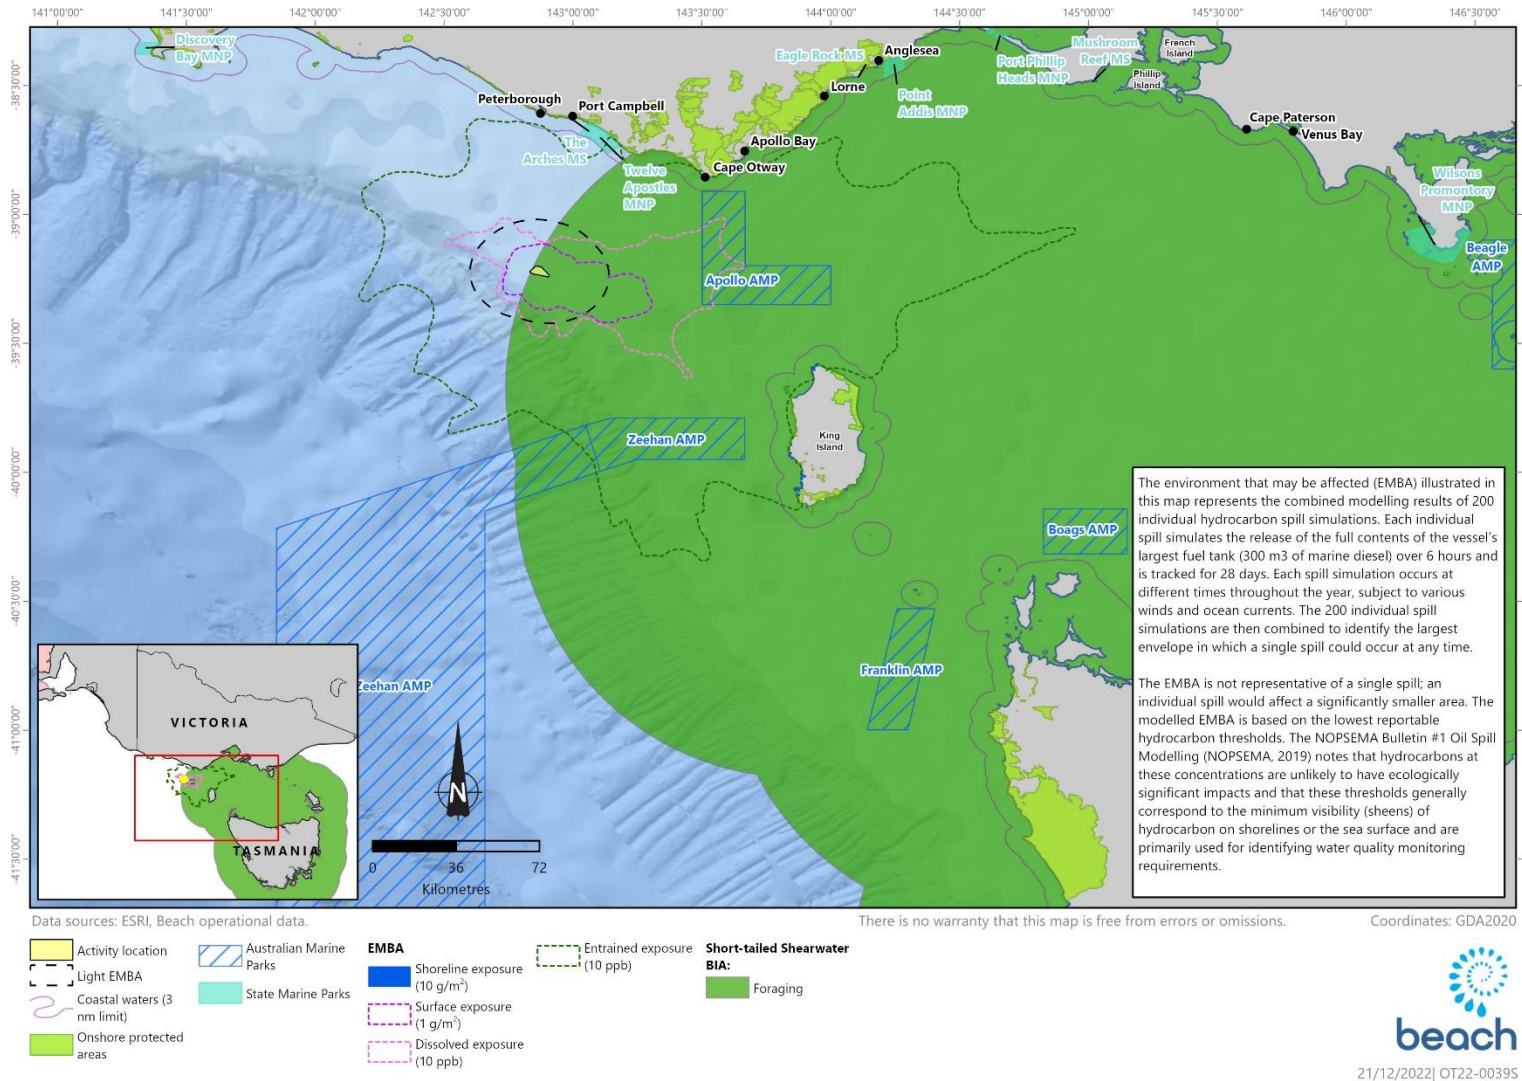 141°00'00" 141°30'00" 142°00'00" 142°30'00" 143°00'00" 143°30'00" 144°00'00" 144°30'00" 145°00'00" 145°30'00" 146°00'00" 146°30'00"
-38°30'00"
-39°00'00"
-39°30'00"
-40°00'00"
-40°30'00"
-41°00'00"
-41°30'00"
Discovery
Bay MNP
Eagle Rock MS
Anglesea
Port Phillip
Heads MNP
Mushroom
Reef MS
French
Island
Phillip
Island
Lorne
Point
Addis MNP
Peterborough
Port Campbell
The
Arches MS
Twelve
Apostles
MNP
Apollo Bay
Cape Otway
Cape Paterson
Venus Bay
Wilsons
Promontory
MNP
Beagle
AMP
Apollo AMP
Zeehan AMP
King
Island
Boags AMP
Franklin AMP
Zeehan AMP
VICTORIA
TASMANIA
N
0 36 72
Kilometres
The environment that may be affected (EMBA) illustrated in
this map represents the combined modelling results of 200
individual hydrocarbon spill simulations. Each individual
spill simulates the release of the full contents of the vessel's
largest fuel tank (300 m3 of marine diesel) over 6 hours and
is tracked for 28 days. Each spill simulation occurs at
different times throughout the year, subject to various
winds and ocean currents. The 200 individual spill
simulations are then combined to identify the largest
envelope in which a single spill could occur at any time.
The EMBA is not representative of a single spill; an
individual spill would affect a significantly smaller area. The
modelled EMBA is based on the lowest reportable
hydrocarbon thresholds. The NOPSEMA Bulletin #1 Oil Spill
Modelling (NOPSEMA, 2019) notes that hydrocarbons at
these concentrations are unlikely to have ecologically
significant impacts and that these thresholds generally
correspond to the minimum visibility (sheens) of
hydrocarbon on shorelines or the sea surface and are
primarily used for identifying water quality monitoring
requirements.
Data sources: ESRI, Beach operational data.
There is no warranty that this map is free from errors or omissions.
Coordinates: GDA2020
Activity location
Light EMBA
Coastal waters (3
nm limit)
Onshore protected
areas
Australian Marine
Parks
State Marine Parks
EMBA
Shoreline exposure
(10 g/m²)
Surface exposure
(1 g/m²)
Dissolved exposure
(10 ppb)
Entrained exposure
(10 ppb)
Short-tailed Shearwater
BIA:
Foraging
beach
21/12/2022| OT22-0039S